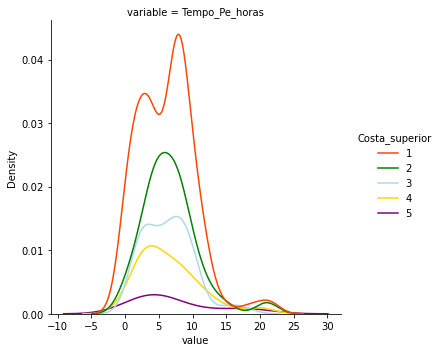 variable = Tempo_Pe_horas
0.04
0.03
0.02
0.01
0.00
Density
-10 -5 0 5 10 15 20 25 30
value
Costa_superior
1
2
3
4
5